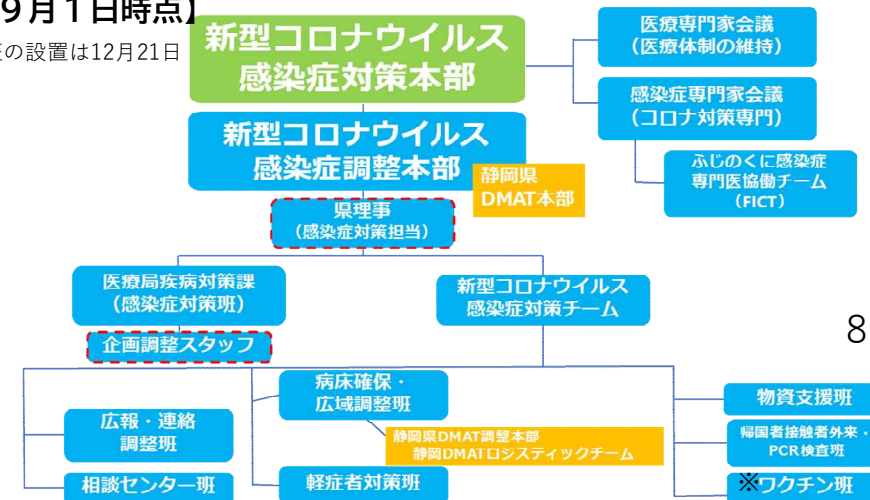 ９月１日時点】
の設置は12月21日
新型コロナウイルス
感染症対策本部
医療専門家会議
（医療体制の維持）
感染症専門家会議
（コロナ対策専門）
ふじのくに感染症
専門医協働チーム
（FICT）
新型コロナウイルス
感染症調整本部
静岡県
DMAT本部
県理事
（感染症対策担当）
医療局疾病対策課
（感染症対策班）
企画調整スタッフ
新型コロナウイルス
感染症対策チーム
8
広報・連絡
調整班
相談センター班
病床確保・
広域調整班
静岡県DMAT調整本部
静岡DMATロジスティックチーム
軽症者対策班
物資支援班
帰国者接触者外来・
PCR検査班
※ワクチン班